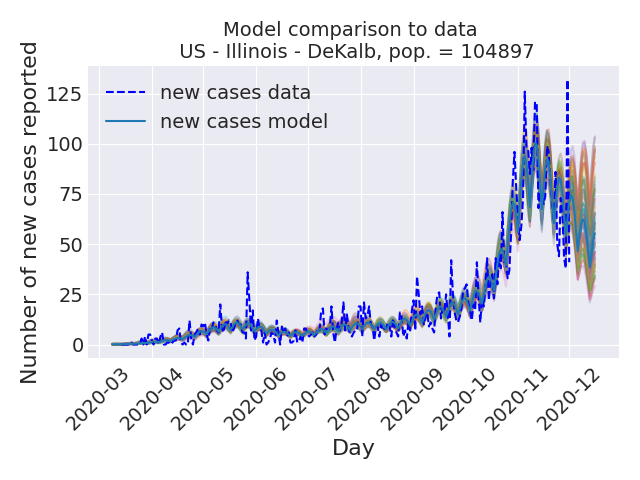 Model comparison to data
US - Illinois - DeKalb, pop. = 104897
Number of new cases reported
125
100
75
50
25
0
new cases data
new cases model
2020-03
2020-04
2020-05
2020-06
2020-07
2020-08
2020-09
2020-10
2020-11
2020-12
Day